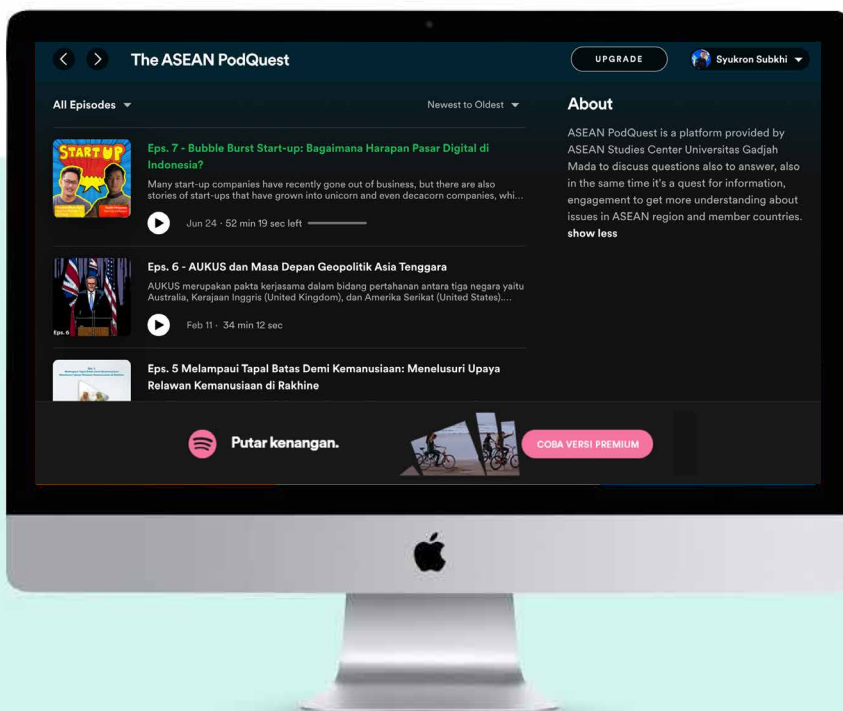 The ASEAN PodQuest
UPGRADE
Syukron Subkhi
All Episodes
Newest to Oldest
START UP
Eps. 7 - Bubble Burst Start-up: Bagaimana Harapan Pasar Digital di
Indonesia?
Many start-up companies have recently gone out of business, but there are also
stories of start-ups that have grown into unicorn and even decacorn companies, whi...
Jun 24 · 52 min 19 sec left
Eps. 6
Eps. 6 - AUKUS dan Masa Depan Geopolitik Asia Tenggara
AUKUS merupakan pakta kerjasama dalam bidang pertahanan antara tiga negara yaitu
Australia, Kerajaan Inggris (United Kingdom), dan Amerika Serikat (United States)....
Feb 11 · 34 min 12 sec
Eps. 5 Melampaui Tapal Batas Demi Kemanusiaan: Menelusuri Upaya
Relawan Kemanusiaan di Rakhine
About
ASEAN PodQuest is a platform provided by
ASEAN Studies Center Universitas Gadjah
Mada to discuss questions also to answer, also
in the same time it's a quest for information,
engagement to get more understanding about
issues in ASEAN region and member countries.
show less
Putar kenangan.
COBA VERSI PREMIUM